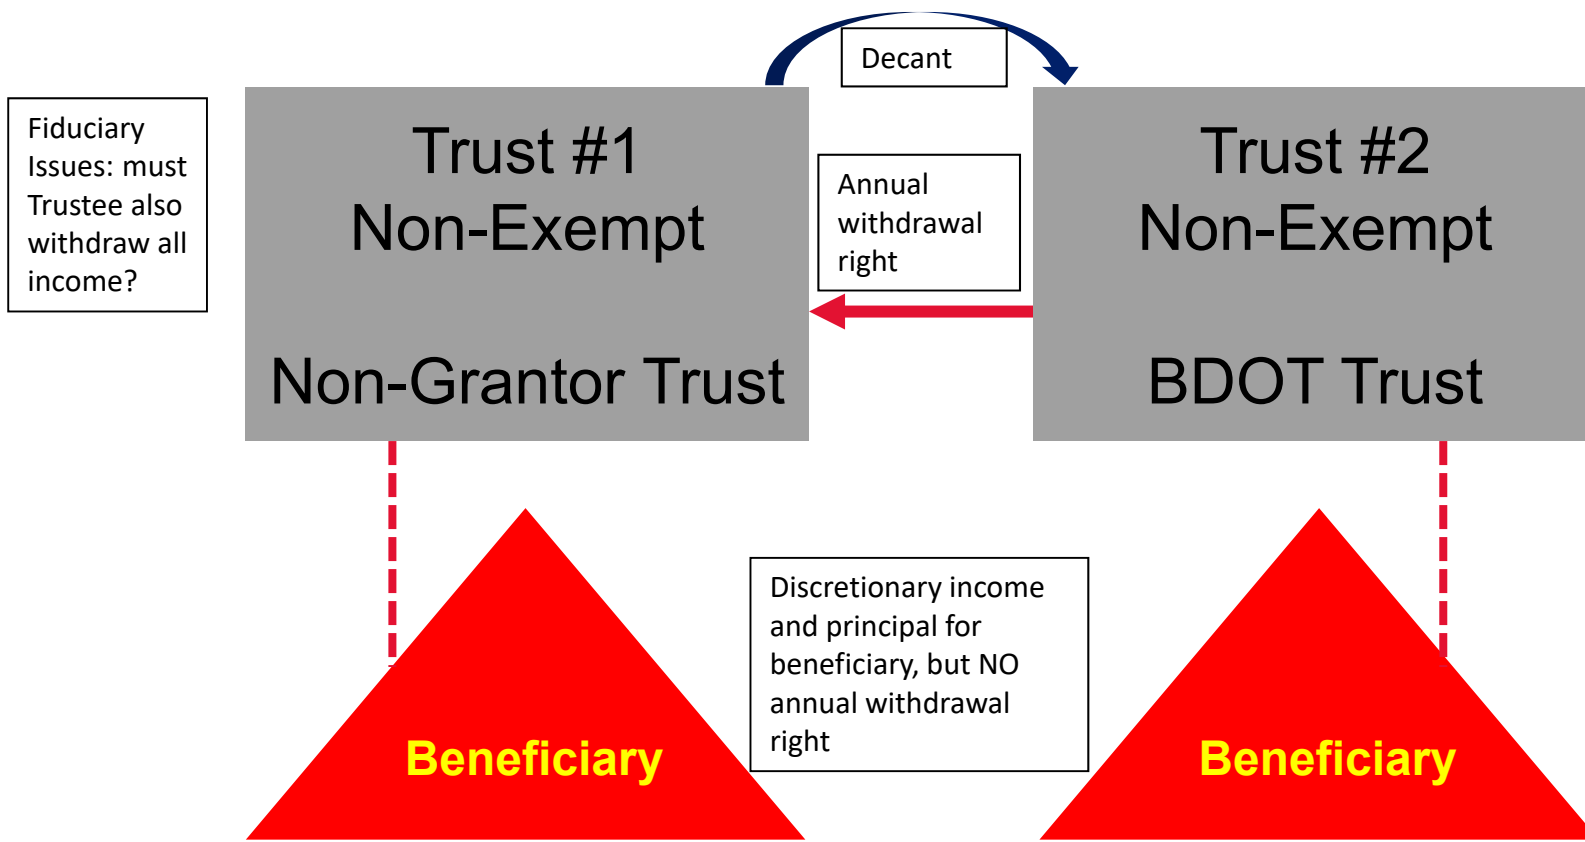 Decant
Fiduciary
Issues: must
Trustee also
withdraw all
income?
Trust #1
Non-Exempt
Non-Grantor Trust
Annual
withdrawal
right
Trust #2
Non-Exempt
BDOT Trust
Discretionary income
and principal for
beneficiary, but NO
annual withdrawal
right
Beneficiary
Beneficiary